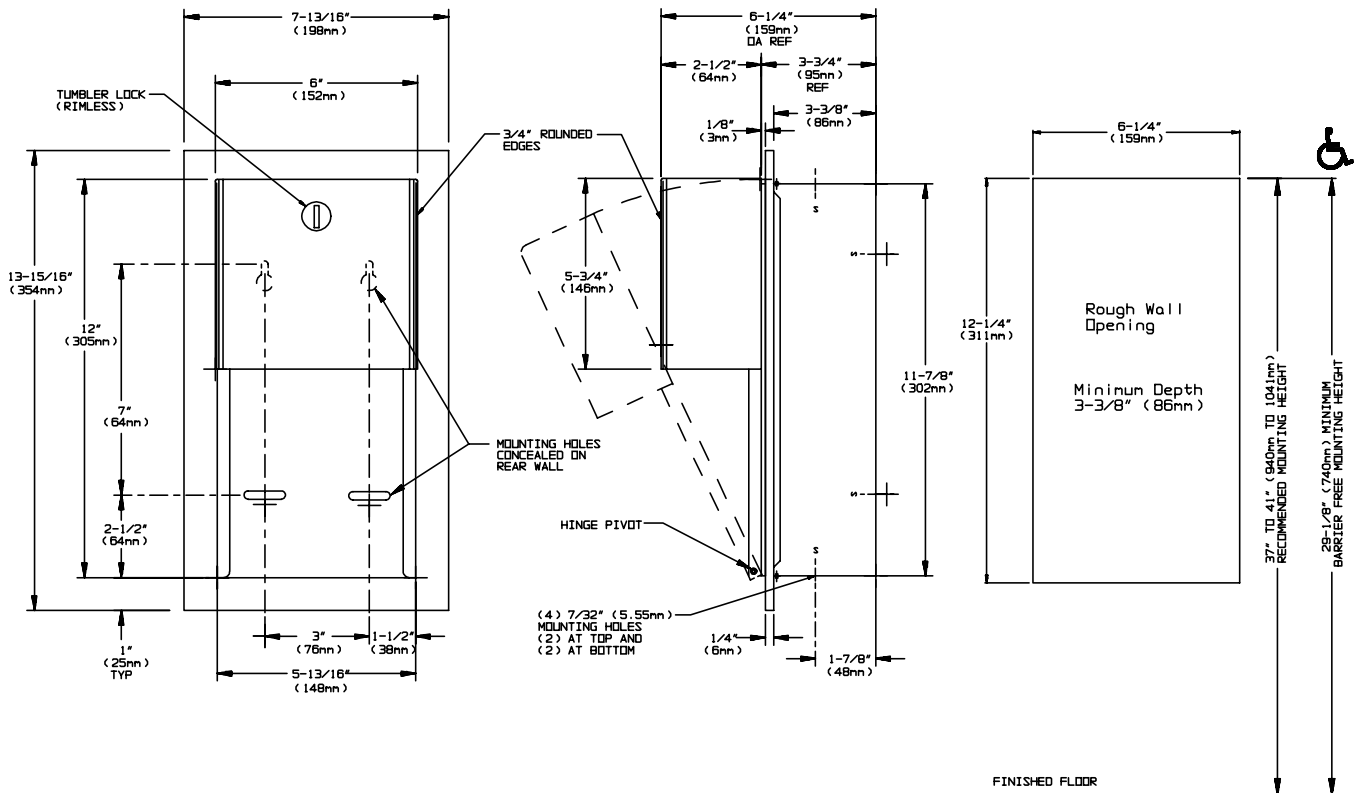 7-13/16"
(198mm)
6"
(152mm)
TUMBLER LOCK
(RIMLESS)
3/4" ROUNDED
EDGES
13-15/16"
(354mm)
12"
(305mm)
7"
(64mm)
2-1/2"
(64mm)
MOUNTING HOLES
CONCEALED ON
REAR WALL
1"
(25mm)
TYP
3"
(76mm)
1-1/2"
(38mm)
5-13/16"
(148mm)
6-1/4"
(159mm)
OA REF
2-1/2"
(64mm)
3-3/4"
(95mm)
REF
3-3/8"
(86mm)
1/8"
(3mm)
5-3/4"
(146mm)
S
S
11-7/8"
(302mm)
S
S
HINGE PIVOT
(4) 7/32" (5.55mm)
MOUNTING HOLES
(2) AT TOP AND
(2) AT BOTTOM
1/4"
(6mm)
1-7/8"
(48mm)
6-1/4"
(159mm)
12-1/4"
(311mm)
Rough Wall
Opening
Minimum Depth
3-3/8" (86mm)
37" TO 41" (940mm TO 1041mm)
RECOMMENDED MOUNTING HEIGHT
29-1/8" (740mm) MINIMUM
BARRIER FREE MOUNTING HEIGHT
FINISHED FLOOR